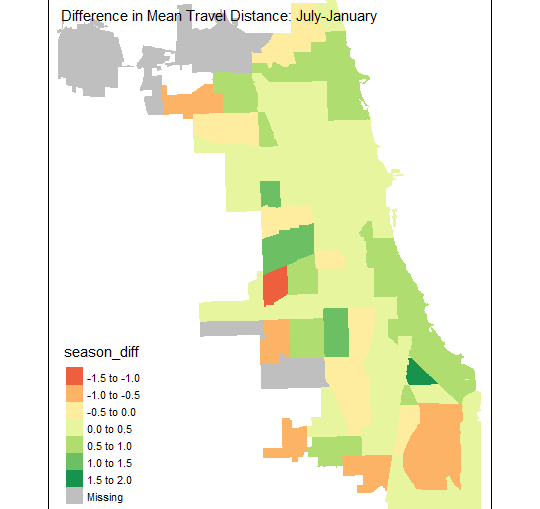 Difference in Mean Travel Distance: July-January
season_diff
-1.5 to -1.0
-1.0 to -0.5
-0.5 to 0.0
0.0 to 0.5
0.5 to 1.0
1.0 to 1.5
1.5 to 2.0
Missing